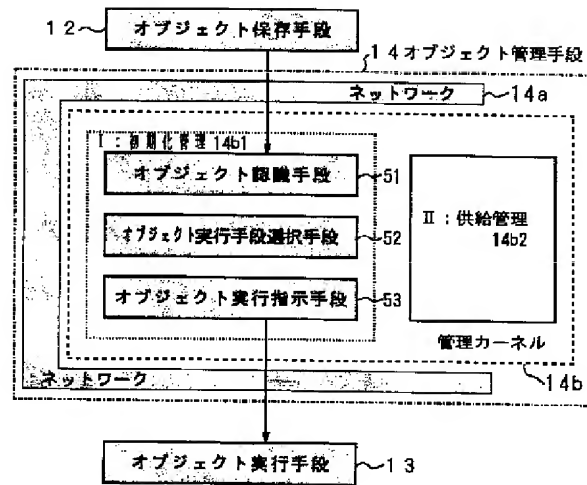 12 オブジェクト保存手段
14オブジェクト管理手段
ネットワーク 14a
I：初期化管理 14b1
オブジェクト認識手段 51
オブジェクト実行手段選択手段 52
オブジェクト実行指示手段 53
II：供給管理
14b2
管理カーネル
14b
ネットワーク
オブジェクト実行手段 13